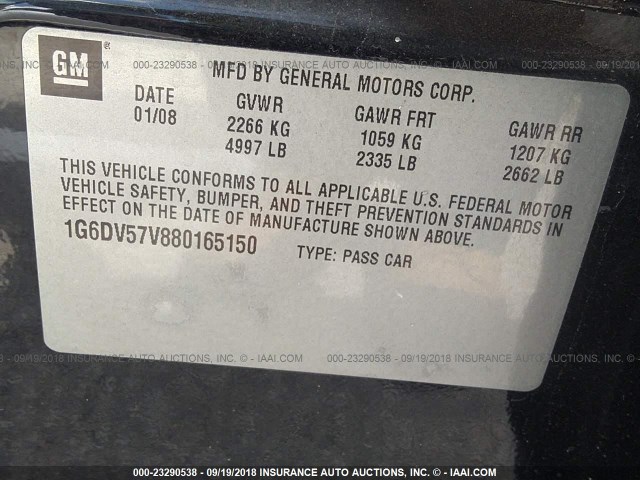 GM
MFD BY GENERAL MOTORS CORP.
DATE GVWR GAWR FRT GAWR RR
01/08 2266 KG 1059 KG 1207 KG
4997 LB 2335 LB 2662 LB
THIS VEHICLE CONFORMS TO ALL APPLICABLE U.S. FEDERAL MOTOR
VEHICLE SAFETY, BUMPER, AND THEFT PREVENTION STANDARDS IN
EFFECT ON THE DATE OF MANUFACTURE SHOWN ABOVE.
1G6DV57V880165150 TYPE: PASS CAR
000-23290538 - 09/19/2018 INSURANCE AUTO AUCTIONS, INC. - © IAAI.COM